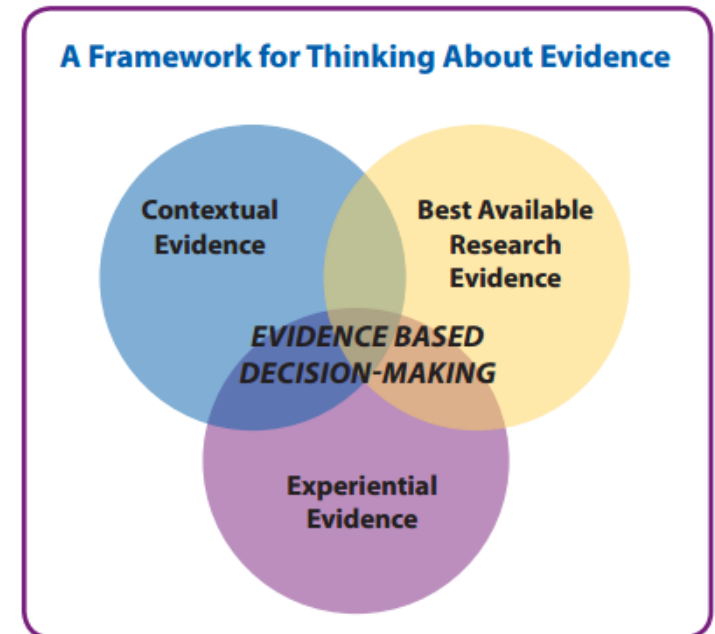 A Framework for Thinking About Evidence
Contextual
Evidence
Best Available
Research
Evidence
EVIDENCE BASED
DECISION-MAKING
Experiential
Evidence